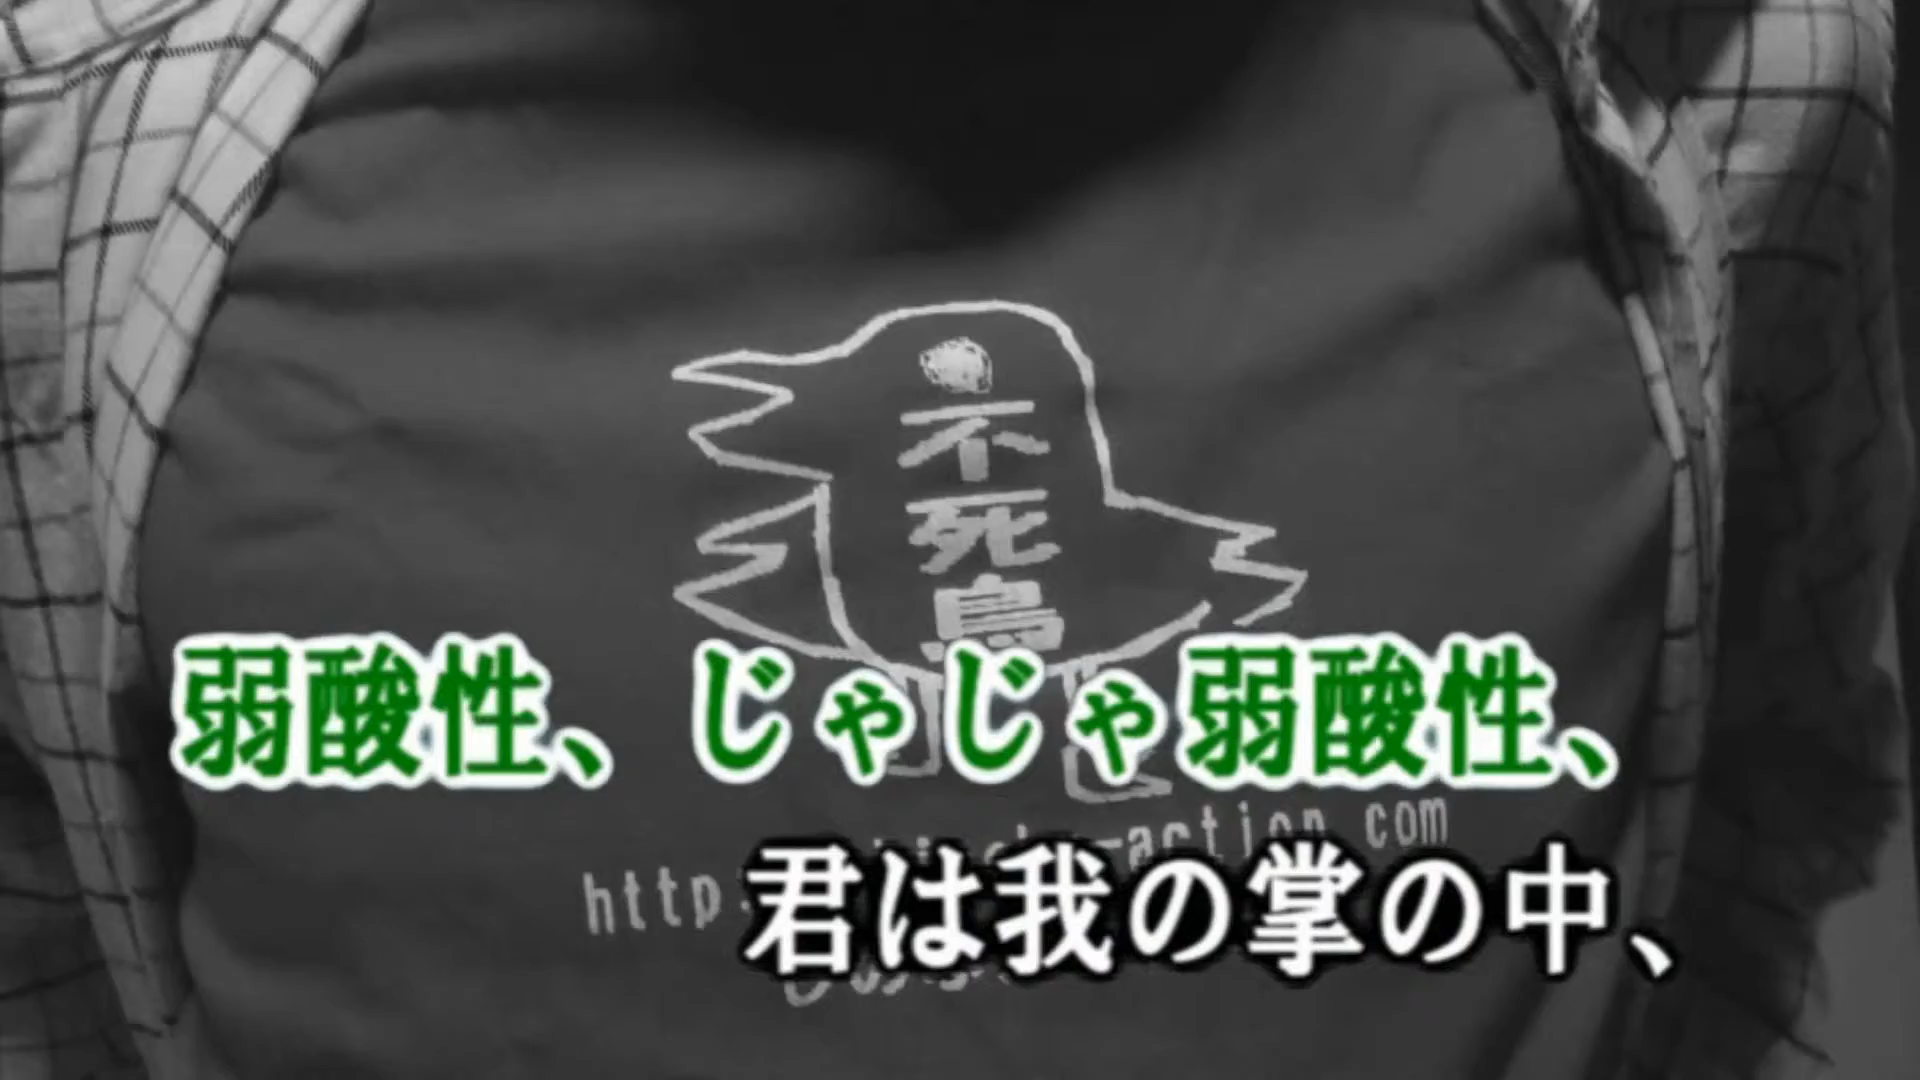 不死鳥
弱酸性、じゃじゃ弱酸性、
action.com
http
君は我の掌の中、